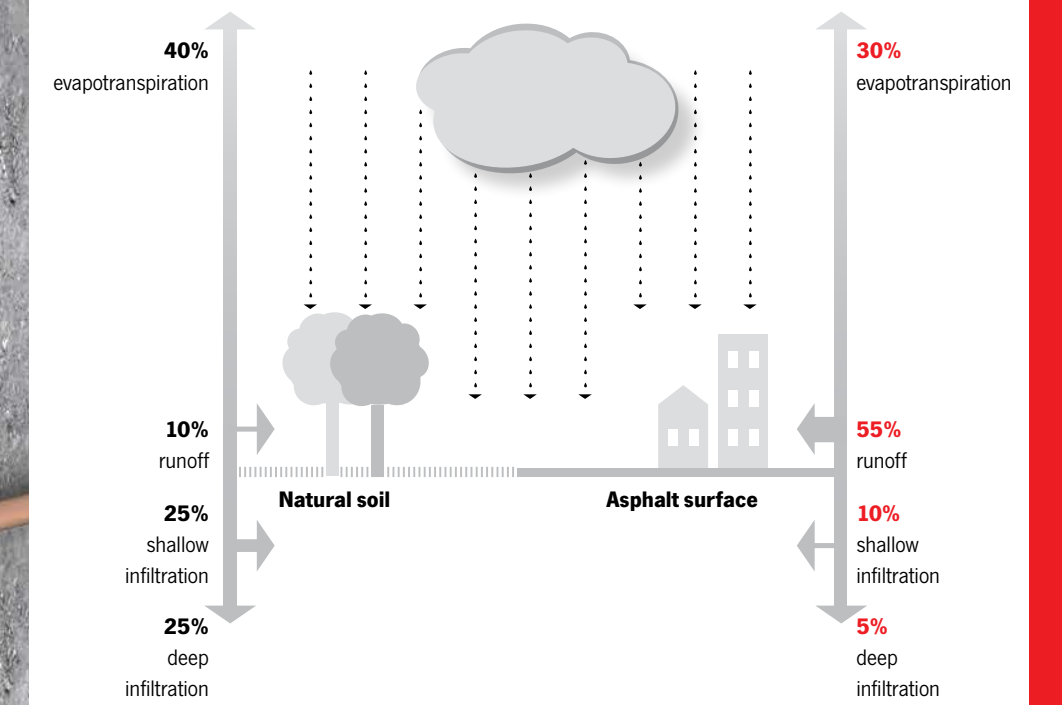 40%
evapotranspiration
10%
runoff
Natural soil
25%
shallow
infiltration
25%
deep
infiltration
30%
evapotranspiration
55%
runoff
Asphalt surface
10%
shallow
infiltration
5%
deep
infiltration